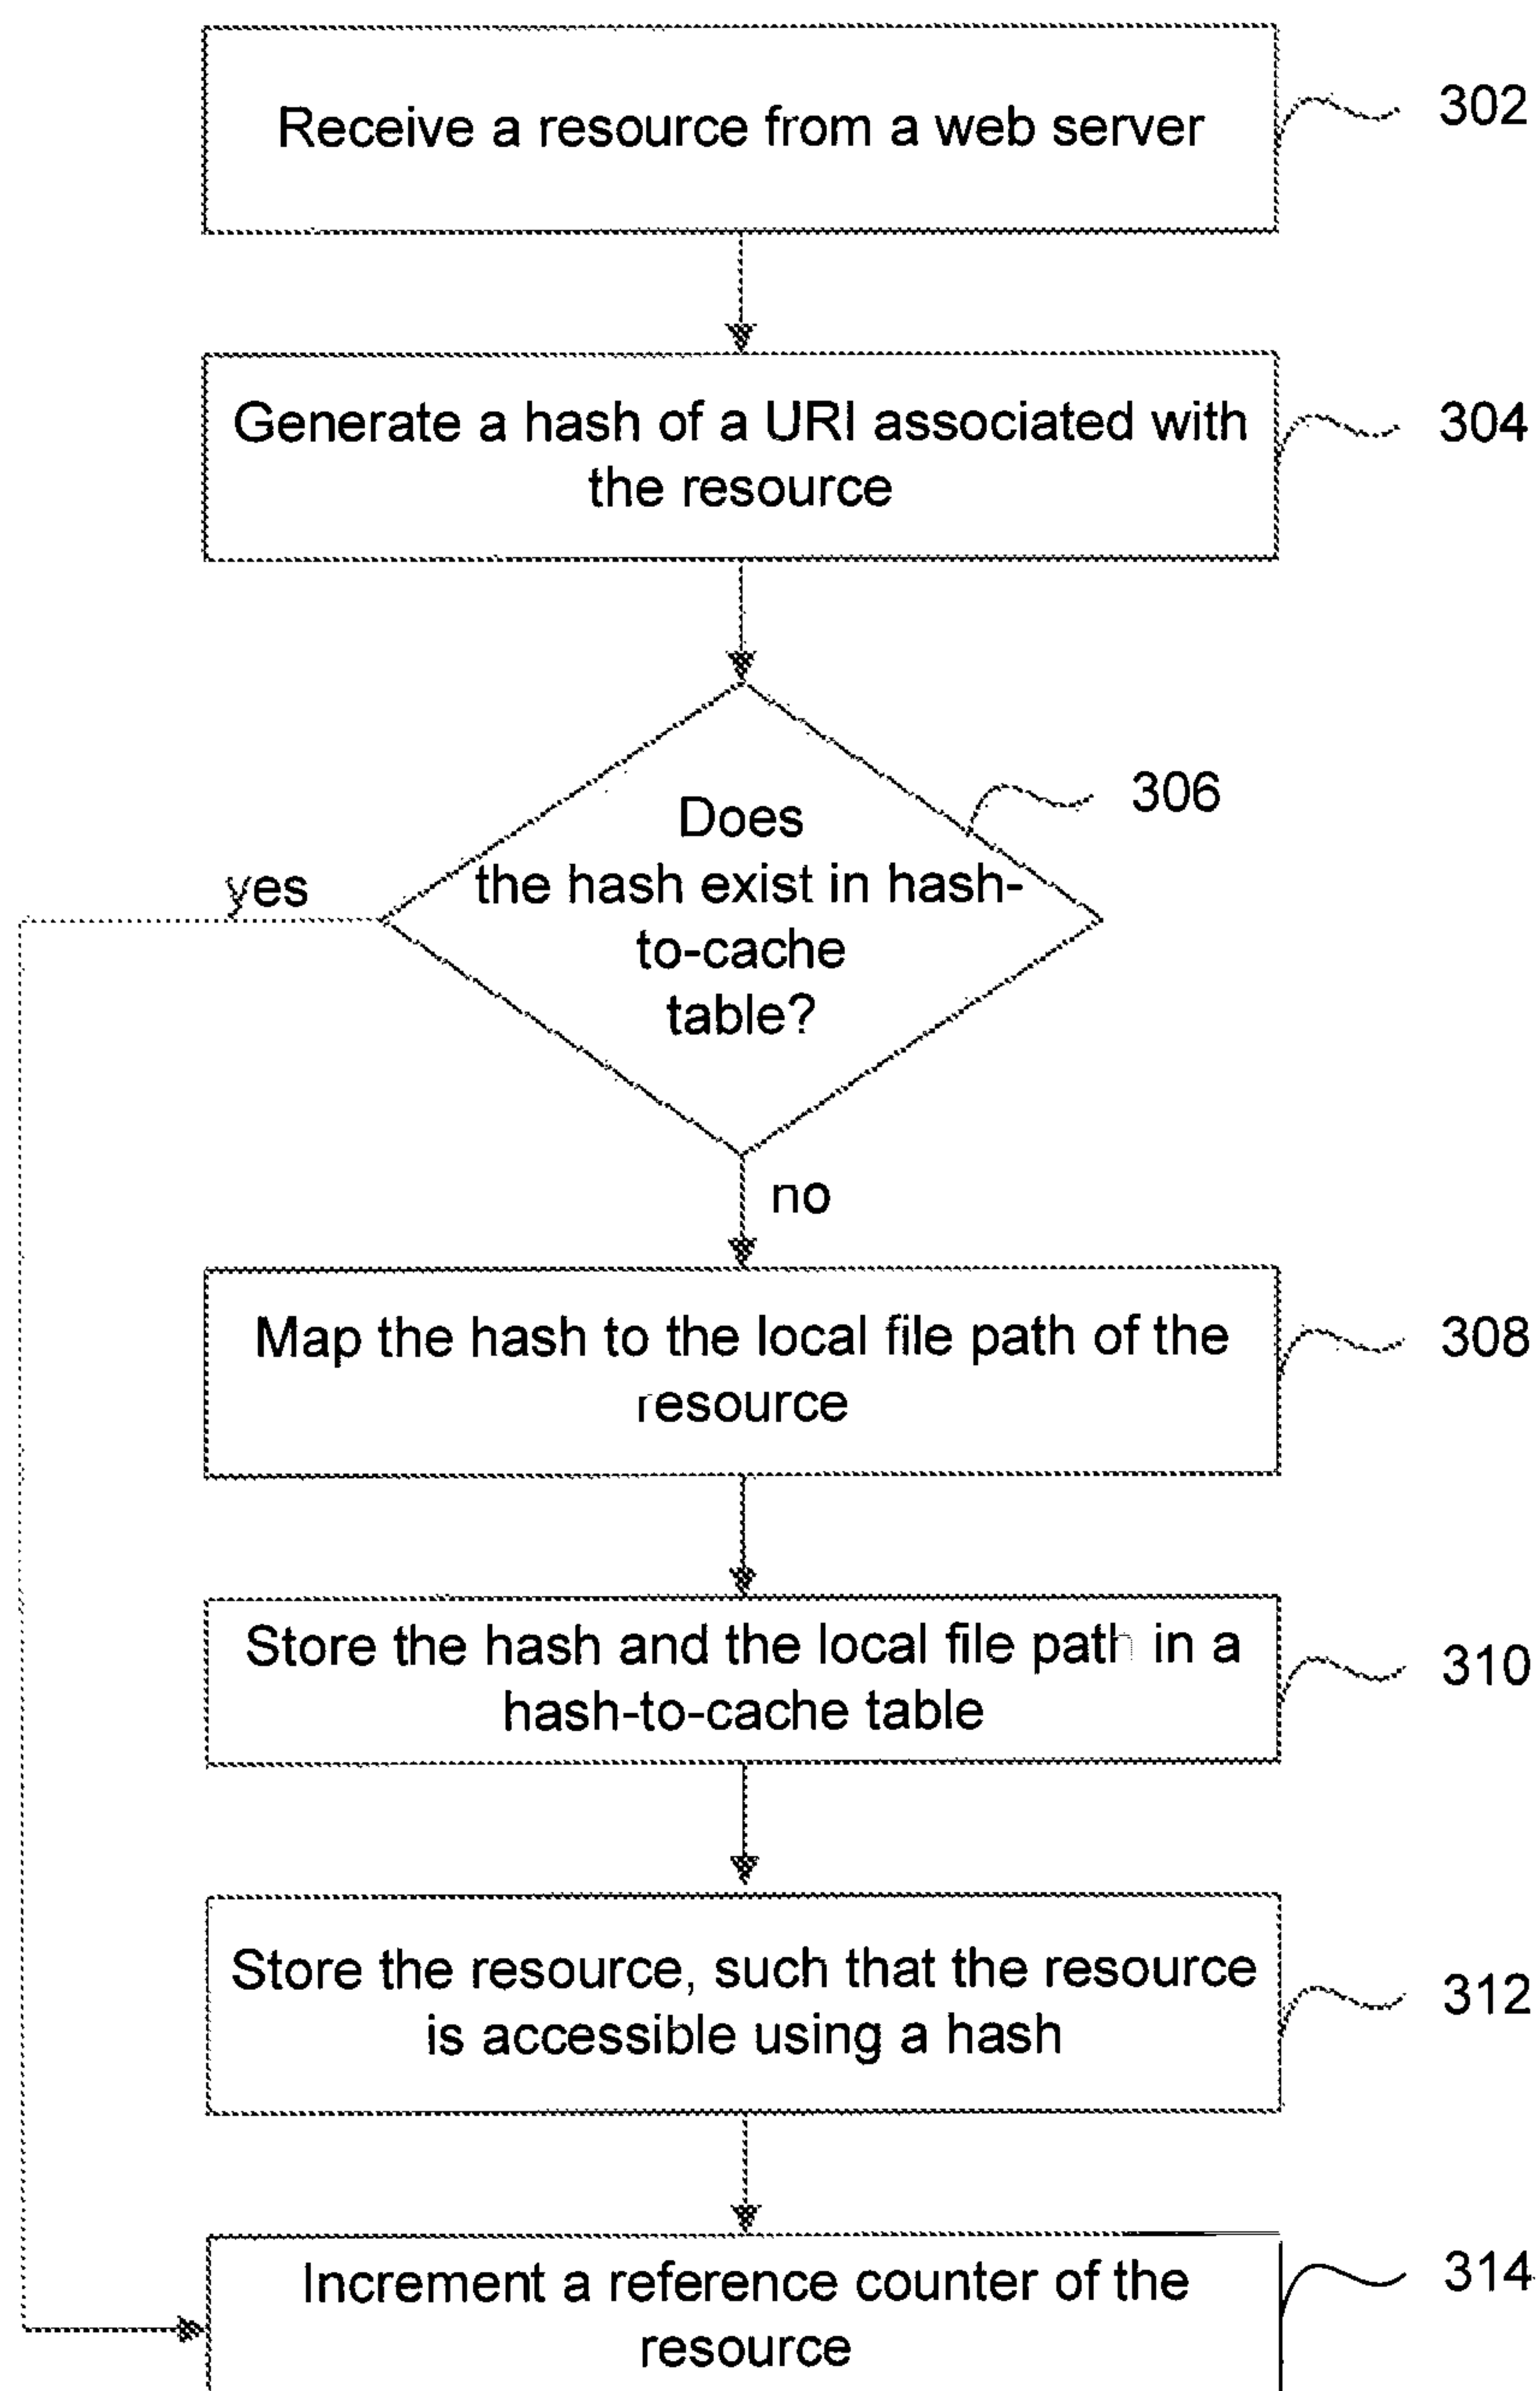 Receive a resource from a web server
302
Generate a hash of a URI associated with
the resource
304
Does
the hash exist in hash-
to-cache
table?
306
yes
no
Map the hash to the local file path of the
resource
308
Store the hash and the local file path in a
hash-to-cache table
310
Store the resource, such that the resource
is accessible using a hash
312
Increment a reference counter of the
resource
314